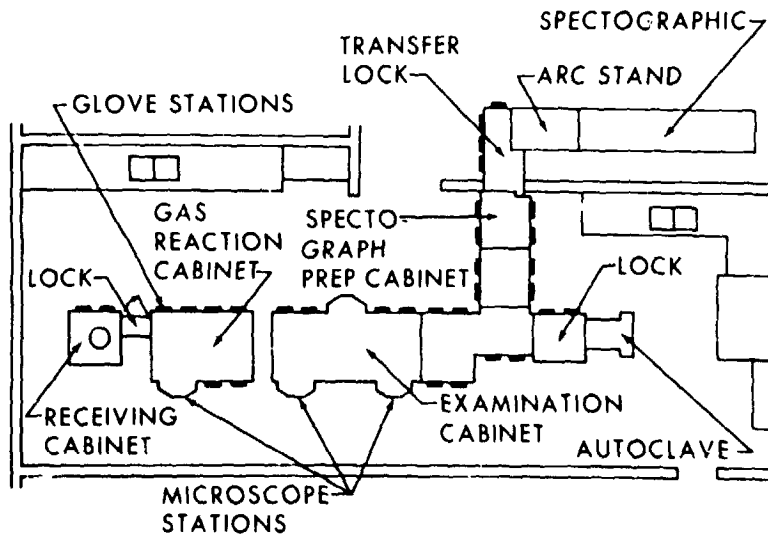 SPECTOGRAPHIC
TRANSFER
LOCK
ARC STAND
GLOVE STATIONS
GAS
REACTION
CABINET
SPECTO-
GRAPH
PREP CABINET
LOCK
LOCK
RECEIVING
CABINET
EXAMINATION
CABINET
AUTOCLAVE
MICROSCOPE
STATIONS